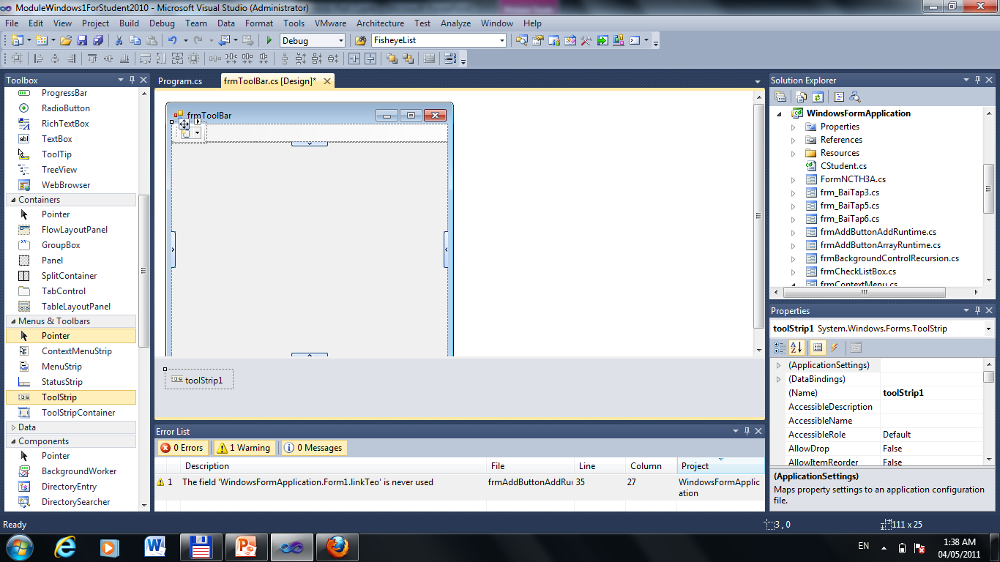 ModuleWindows1ForStudent2010 - Microsoft Visual Studio (Administrator)
File Edit View Project Build Debug Team Data Format Tools VMware Architecture Test Analyze Window Help
Debug FisheyeList
Toolbox
ProgressBar
RadioButton
RichTextBox
TextBox
ToolTip
TreeView
WebBrowser
Containers
Pointer
FlowLayoutPanel
GroupBox
Panel
SplitContainer
TabControl
TableLayoutPanel
Menus & Toolbars
Pointer
ContextMenuStrip
MenuStrip
StatusStrip
ToolStrip
ToolStripContainer
Data
Components
Pointer
BackgroundWorker
DirectoryEntry
DirectorySearcher
Program.cs frmToolBar.cs [Design]*
frmToolBar
toolStrip1
Error List
0 Errors 1 Warning 0 Messages
Description File Line Column Project
1 The field 'WindowsFormApplication.Form1.linkTeo' is never used frmAddButtonAddRu 35 27 WindowsFormApplic
ation
Solution Explorer
WindowsFormApplication
Properties
References
Resources
CStudent.cs
FormNCTH3A.cs
frm_BaiTap3.cs
frm_BaiTap5.cs
frm_BaiTap6.cs
frmAddButtonAddRuntime.cs
frmAddButtonArrayRuntime.cs
frmBackgroundControlRecursion.cs
frmCheckListBox.cs
frmContextMenu.cs
Properties
toolStrip1 System.Windows.Forms.ToolStrip
(ApplicationSettings)
(DataBindings)
(Name) toolStrip1
AccessibleDescription
AccessibleName
AccessibleRole Default
AllowDrop False
AllowItemReorder False
(ApplicationSettings)
Maps property settings to an application configuration
file.
Ready 3 , 0 111 x 25
EN 1:38 AM
04/05/2011